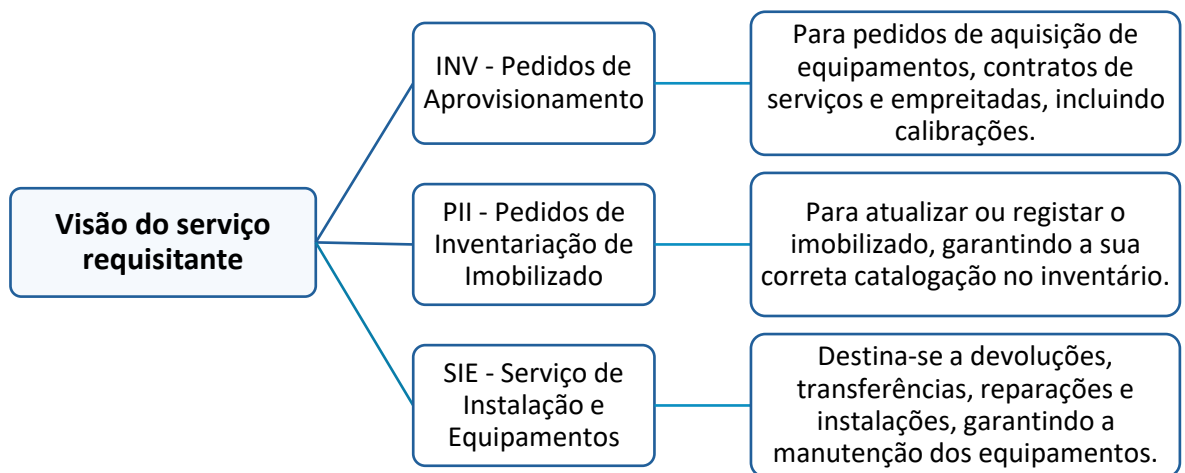 Visão do serviço
requisitante
INV - Pedidos de
Aprovisionamento
Para pedidos de aquisição de
equipamentos, contratos de
serviços e empreitadas, incluindo
calibrações.
PII - Pedidos de
Inventariação de
Imobilizado
Para atualizar ou registar o
imobilizado, garantindo a sua
correta catalogação no inventário.
SIE - Serviço de
Instalação e
Equipamentos
Destina-se a devoluções,
transferências, reparações e
instalações, garantindo a
manutenção dos equipamentos.